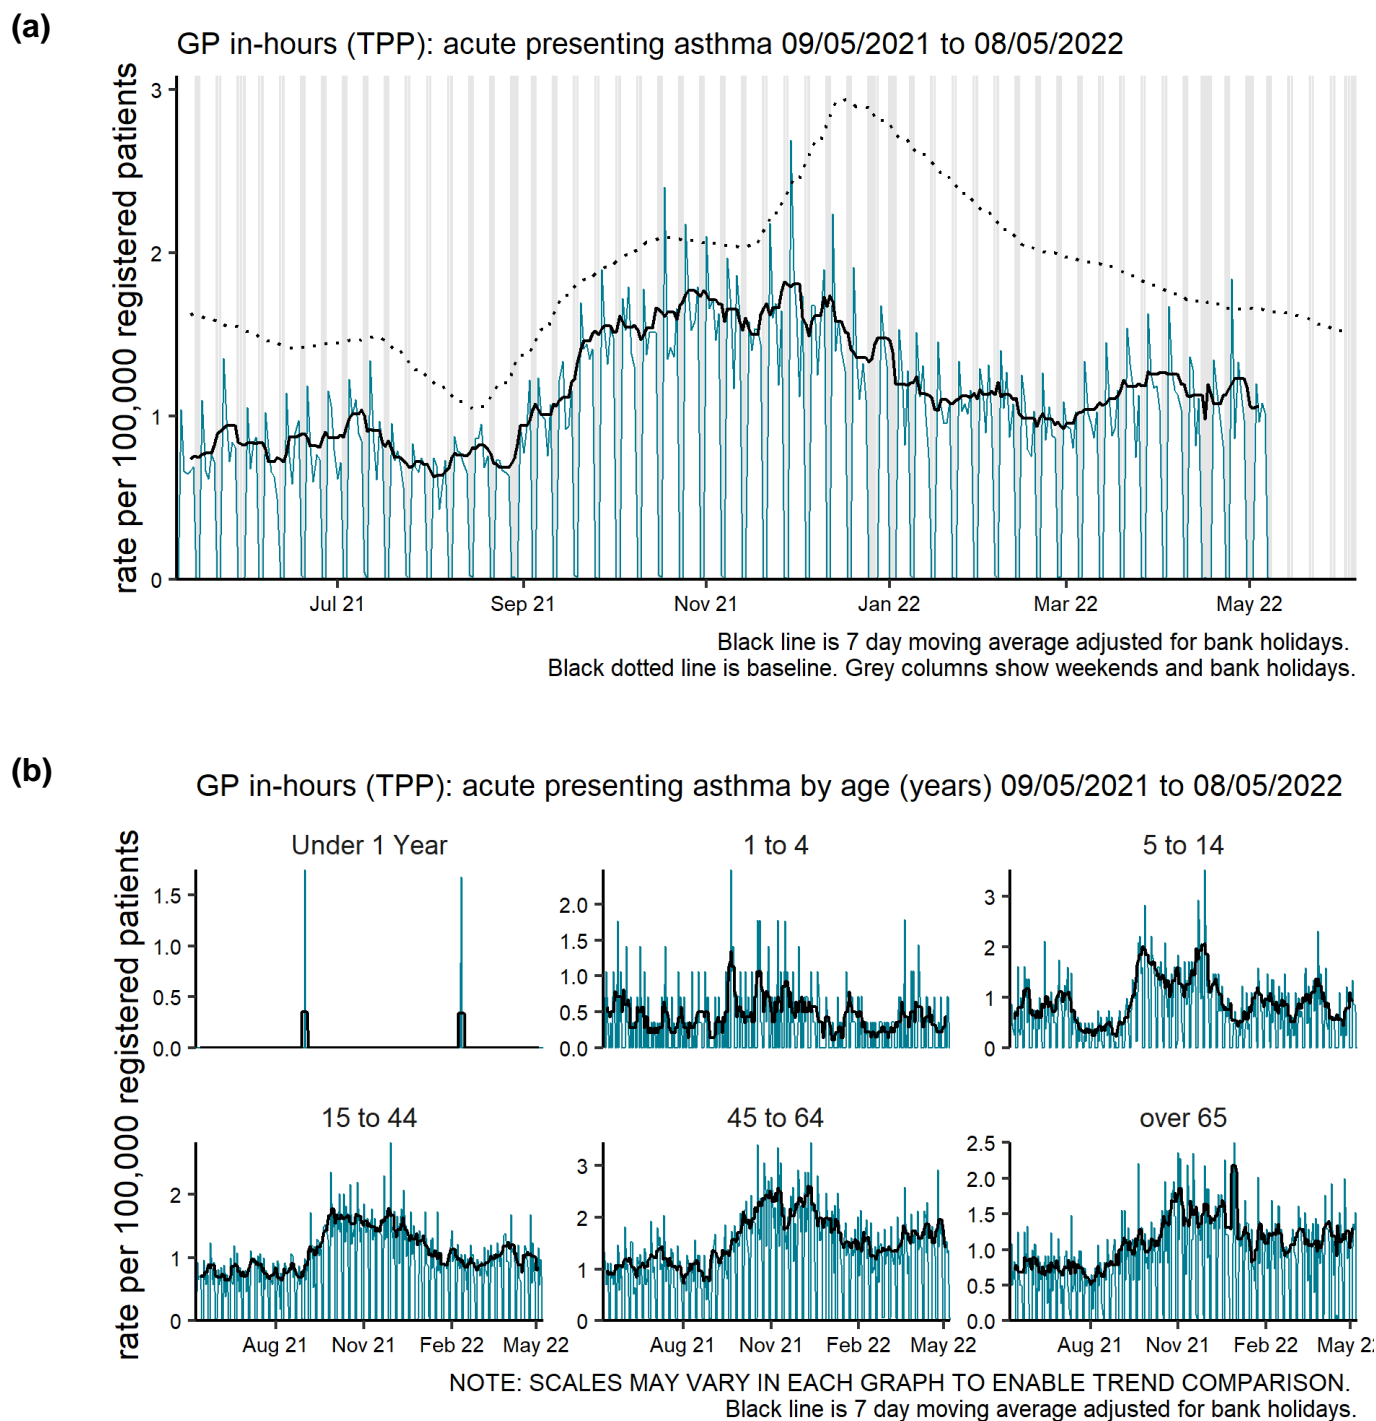 (a)
GP in-hours (TPP): acute presenting asthma 09/05/2021 to 08/05/2022
rate per 100,000 registered patients
3
2
1
0
Jul 21
Sep 21
Nov 21
Jan 22
Mar 22
May 22
Black line is 7 day moving average adjusted for bank holidays.
Black dotted line is baseline. Grey columns show weekends and bank holidays.
(b)
GP in-hours (TPP): acute presenting asthma by age (years) 09/05/2021 to 08/05/2022
rate per 100,000 registered patients
Under 1 Year
1.5
1.0
0.5
0.0
1 to 4
2.0
1.5
1.0
0.5
0.0
5 to 14
3
2
1
0
15 to 44
2
1
0
Aug 21
Nov 21
Feb 22
May 22
45 to 64
3
2
1
0
Aug 21
Nov 21
Feb 22
May 22
over 65
2.5
2.0
1.5
1.0
0.5
0.0
Aug 21
Nov 21
Feb 22
May 22
NOTE: SCALES MAY VARY IN EACH GRAPH TO ENABLE TREND COMPARISON.
Black line is 7 day moving average adjusted for bank holidays.